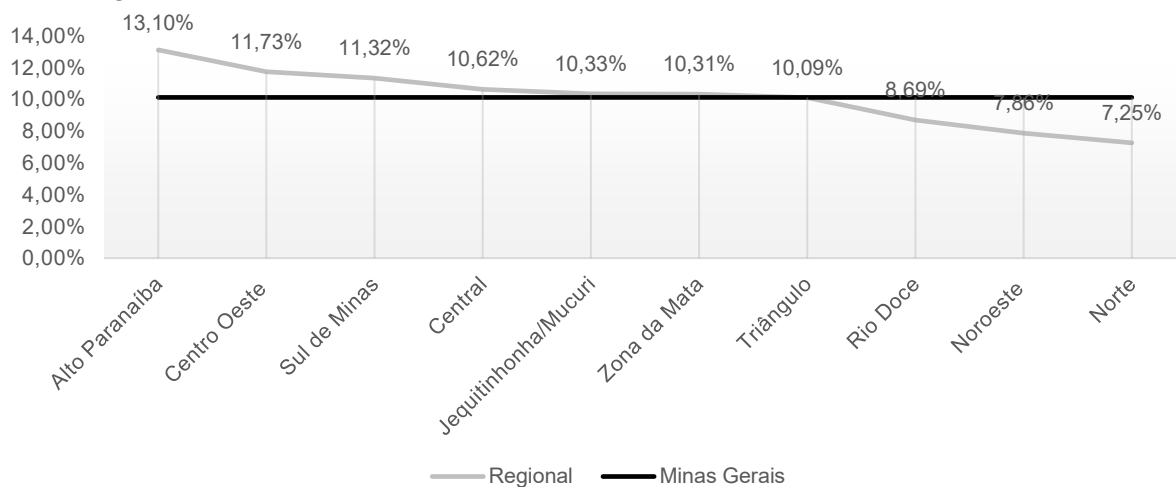 14,00%
12,00%
10,00%
8,00%
6,00%
4,00%
2,00%
0,00%
13,10%
11,73%
11,32%
10,62%
10,33%
10,31%
10,09%
8,69%
7,86%
7,25%
Alto Paranaíba
Centro Oeste
Sul de Minas
Central
Jequitinhonha/Mucuri
Zona da Mata
Triângulo
Rio Doce
Noroeste
Norte
Regional
Minas Gerais